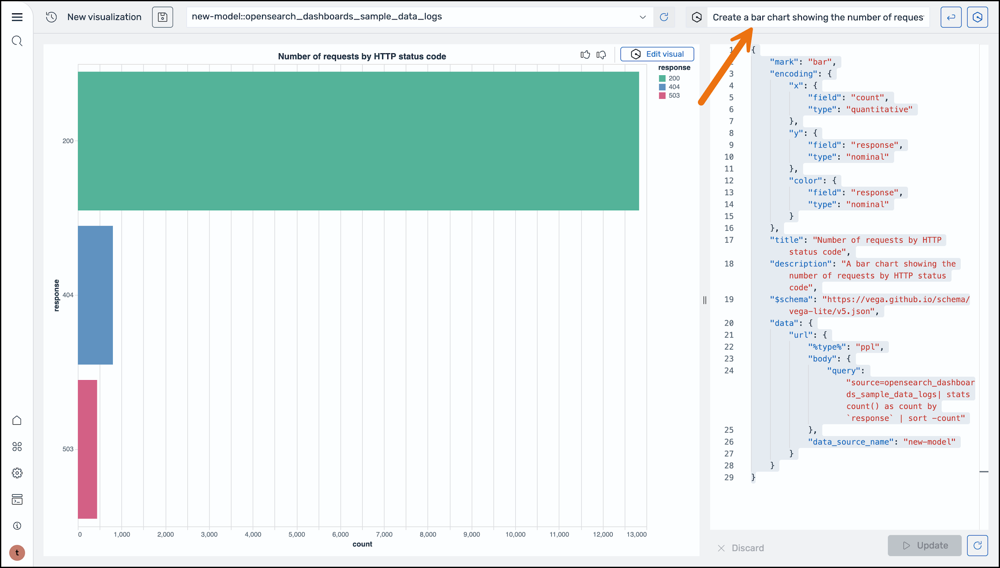 New visualization
new-model::opensearch_dashboards_sample_data_logs
Create a bar chart showing the number of reques
Number of requests by HTTP status code
Edit visual
response
200
404
503
200
404
503
response
0 1,000 2,000 3,000 4,000 5,000 6,000 7,000 8,000 9,000 10,000 11,000 12,000 13,000
count
1 {
"mark": "bar",
3 "encoding": {
4 "x": {
5 "field": "count",
6 "type": "quantitative"
7 },
8 "y": {
9 "field": "response",
10 "type": "nominal"
11 },
12 "color": {
13 "field": "response",
14 "type": "nominal"
15 }
16 },
17 "title": "Number of requests by HTTP
status code",
18 "description": "A bar chart showing the
number of requests by HTTP status
code",
19 "$schema": "https://vega.github.io/schema/
vega-lite/v5.json",
20 "data": {
21 "url": {
22 "%type%": "ppl",
23 "body": {
24 "query":
"source=opensearch_dashboar
ds_sample_data_logs| stats
count() as count by
`response` | sort -count"
25 },
26 "data_source_name": "new-model"
27 }
28 }
29 }
Discard
Update
t